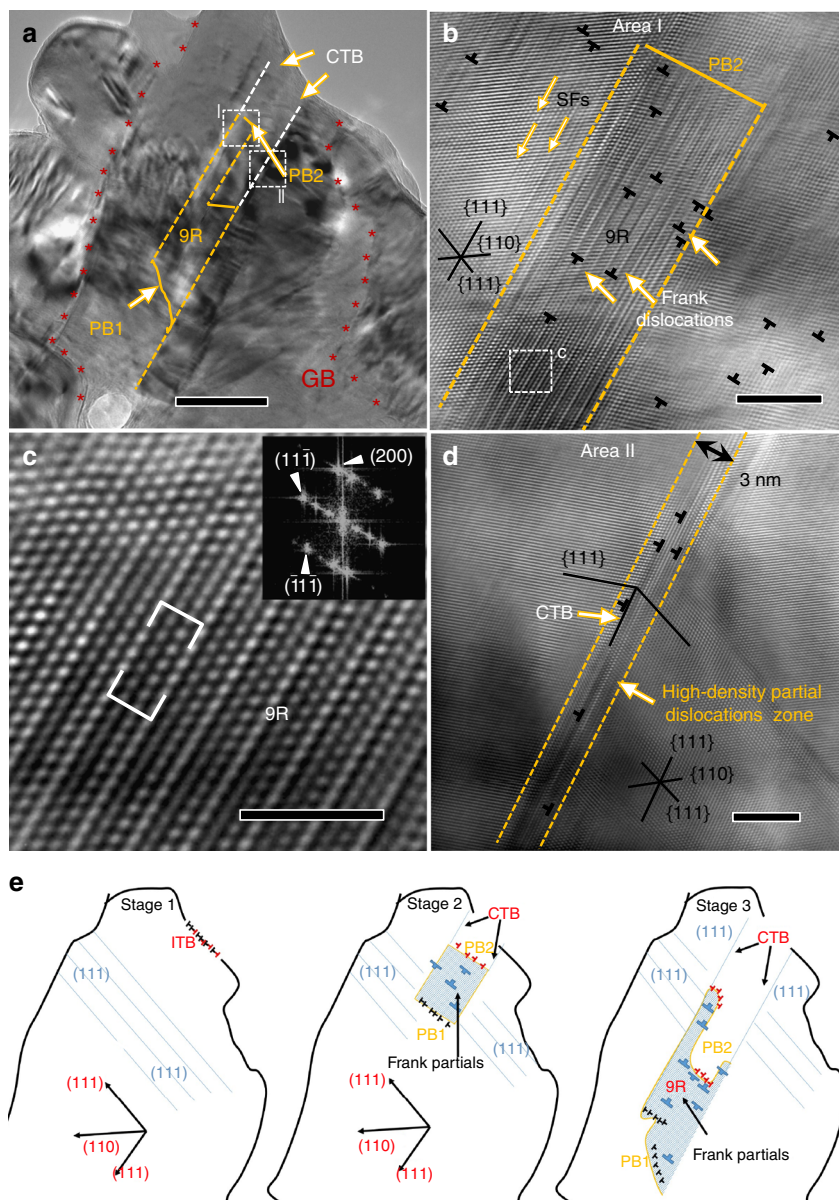 a
CTB
I
PB2
II
9R
PB1
GB
b
Area I
PB2
SFs
{111}
{110}
{111}
9R
Frank
dislocations
c
c
(111̄)
(200)
(1̄11̄)
9R
d
Area II
3 nm
{111}
CTB
High-density partial
dislocations zone
{111}
{110}
{111}
e
Stage 1
ITB
(111)
(111)
(111)
(110)
(111)
Stage 2
CTB
(111)
PB2
PB1
(111)
Frank partials
(111)
(110)
(111)
Stage 3
(111)
CTB
(111)
(111)
PB2
9R
PB1
Frank partials